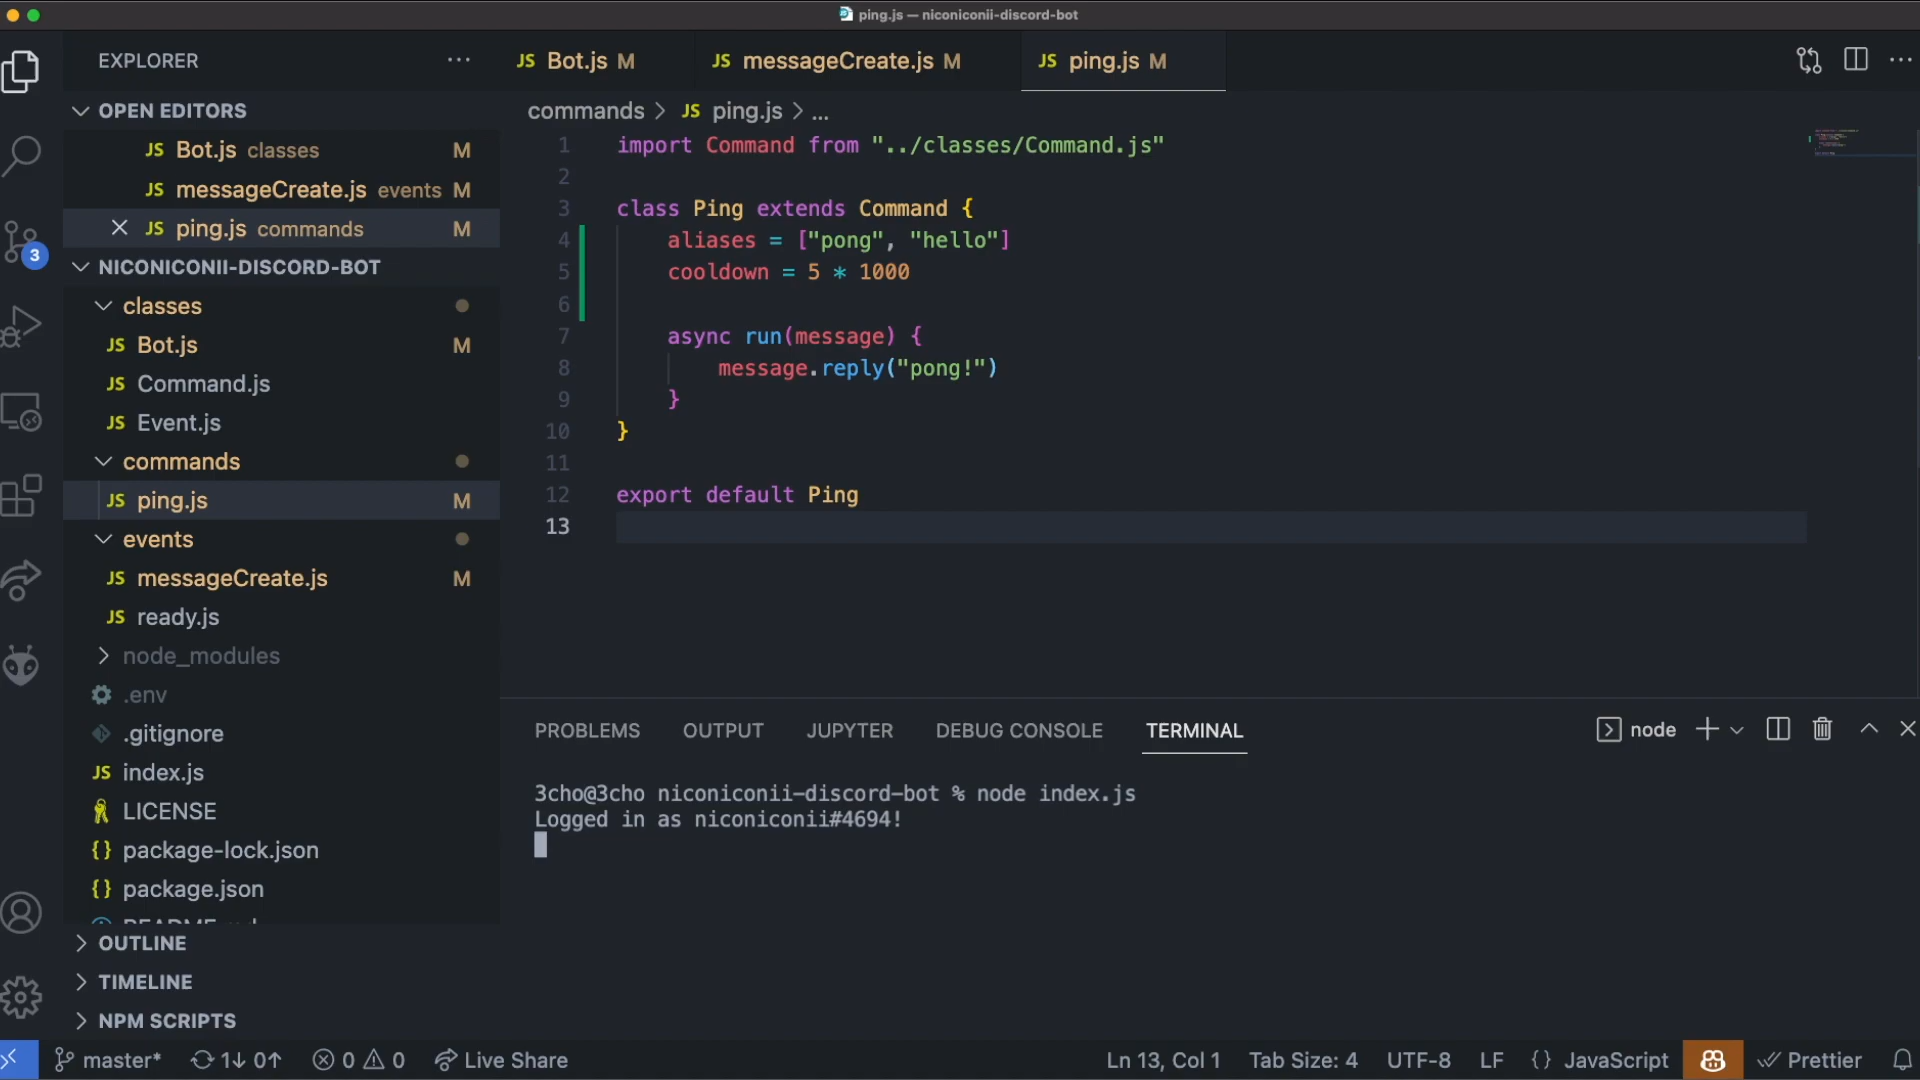 ping.js — niconiconii-discord-bot
EXPLORER
JS Bot.js M
JS messageCreate.js M
JS ping.js M
OPEN EDITORS
JS Bot.js classes M
JS messageCreate.js events M
JS ping.js commands M
NICONICONII-DISCORD-BOT
classes
JS Bot.js M
JS Command.js
JS Event.js
commands
JS ping.js M
events
JS messageCreate.js M
JS ready.js
node_modules
.env
.gitignore
JS index.js
LICENSE
{} package-lock.json
{} package.json
OUTLINE
TIMELINE
NPM SCRIPTS
3
commands > JS ping.js > ...
1 import Command from "../classes/Command.js"
2
3 class Ping extends Command {
4 aliases = ["pong", "hello"]
5 cooldown = 5 * 1000
6
7 async run(message) {
8 message.reply("pong!")
9 }
10 }
11
12 export default Ping
13
PROBLEMS OUTPUT JUPYTER DEBUG CONSOLE TERMINAL
node
3cho@3cho niconiconii-discord-bot % node index.js
Logged in as niconiconii#4694!
master* 1↓ 0↑ 0 0 Live Share
Ln 13, Col 1 Tab Size: 4 UTF-8 LF {} JavaScript Prettier